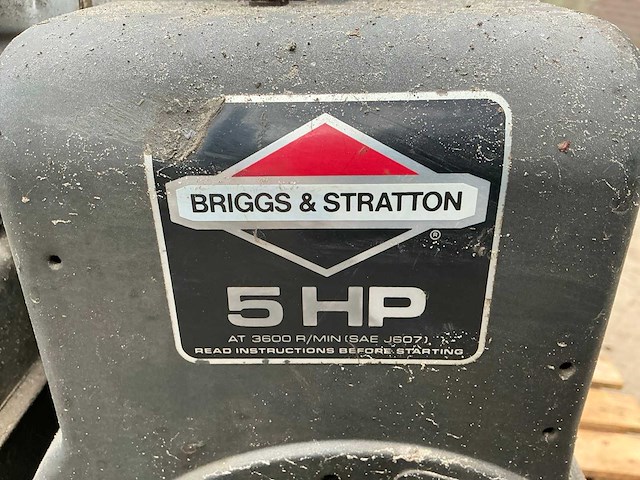 BRIGGS & STRATTON
®
5 HP
AT 3600 R/MIN (SAE J607)
READ INSTRUCTIONS BEFORE STARTING